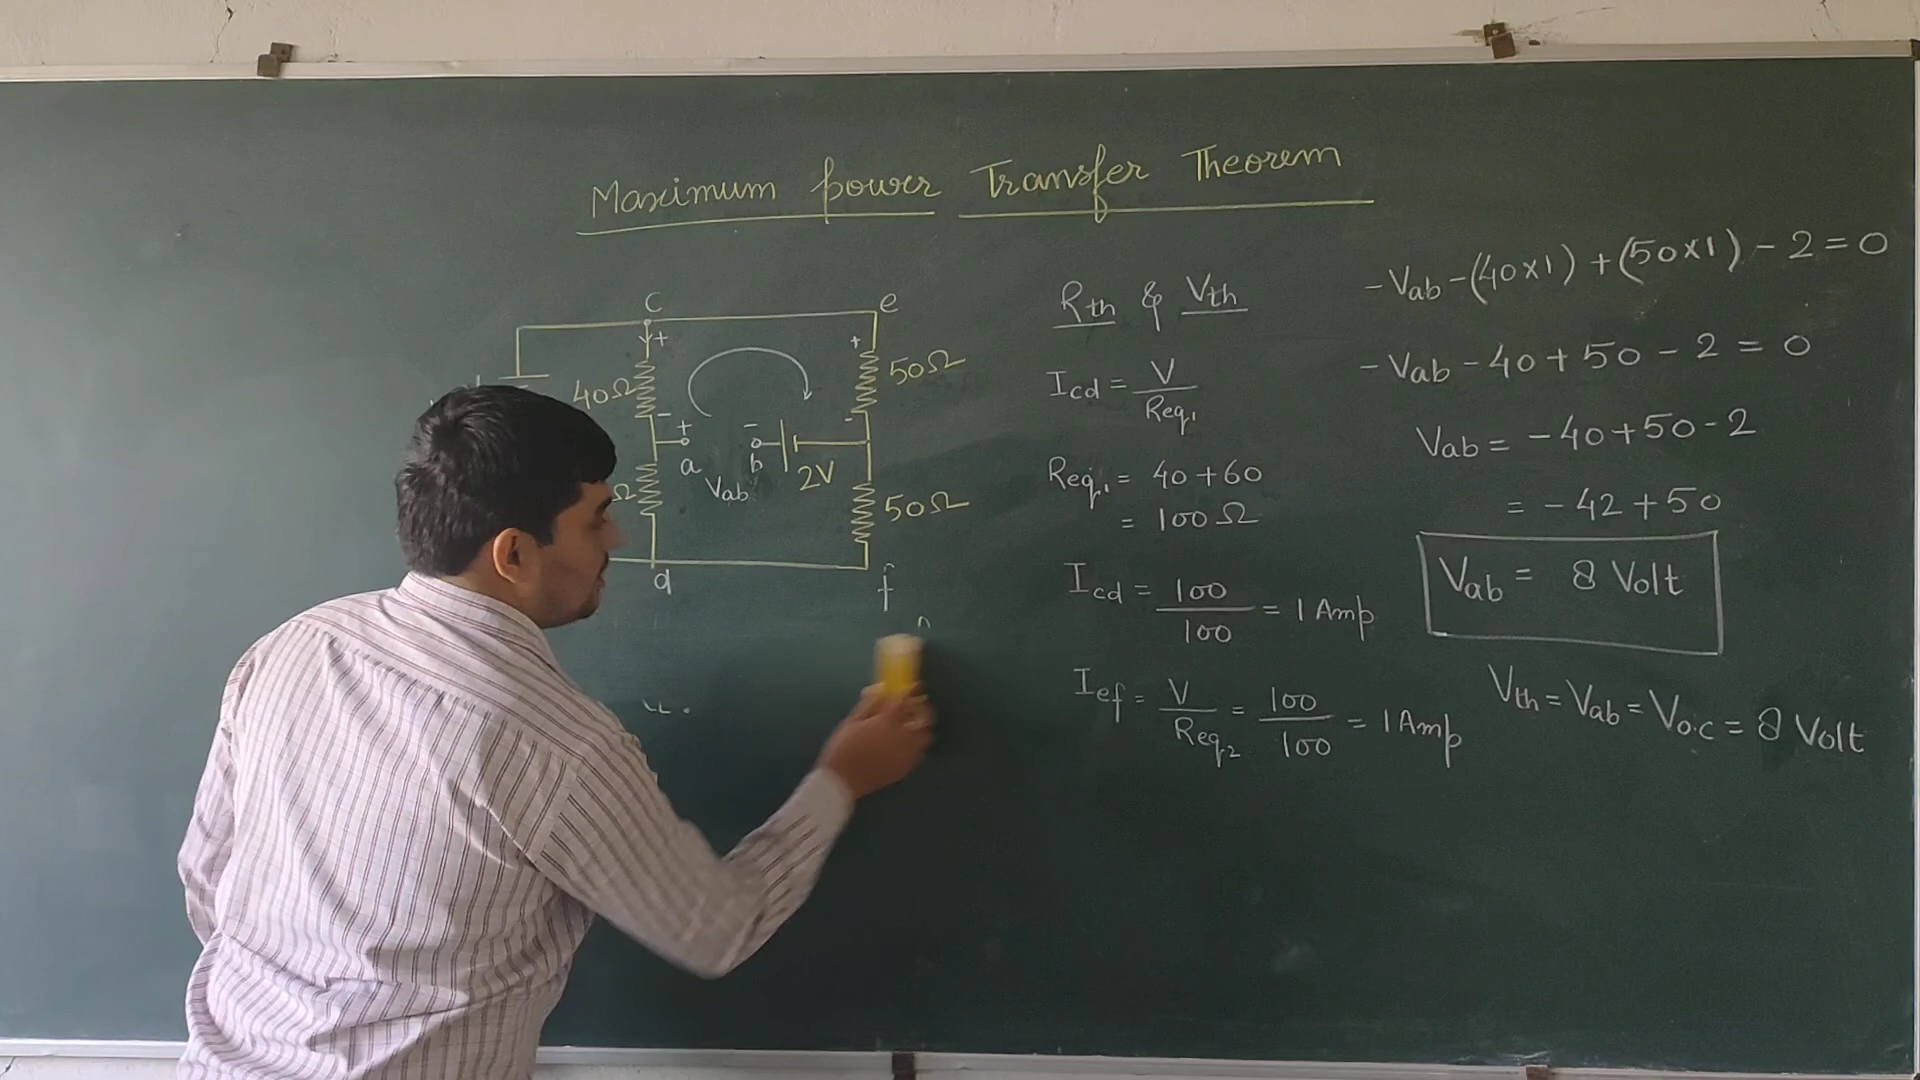 Maximum power Transfer Theorem
c
e
+
+
40Ω
50Ω
-
-
+
-
a
b
Vab
2V
Ω
50Ω
d
f
Rth & Vth
Icd = V / Req1
Req1 = 40 + 60
= 100 Ω
Icd = 100 / 100 = 1 Amp
Ief = V / Req2 = 100 / 100 = 1 Amp
-Vab - (40×1) + (50×1) - 2 = 0
-Vab - 40 + 50 - 2 = 0
Vab = -40 + 50 - 2
= -42 + 50
Vab = 8 Volt
Vth = Vab = Vo.c = 8 Volt